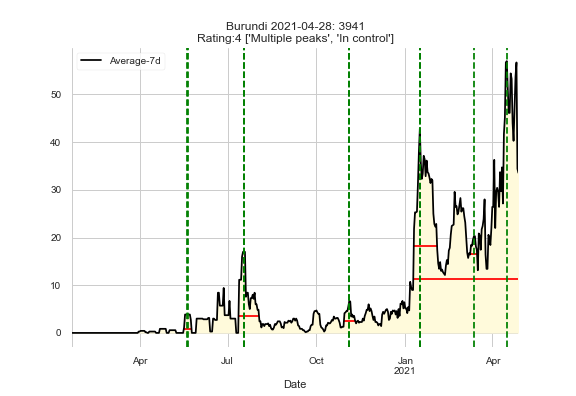 Burundi 2021-04-28: 3941
Rating:4 ['Multiple peaks', 'In control']
Average-7d
50
40
30
20
10
0
Apr
Jul
Oct
Jan
2021
Apr
Date